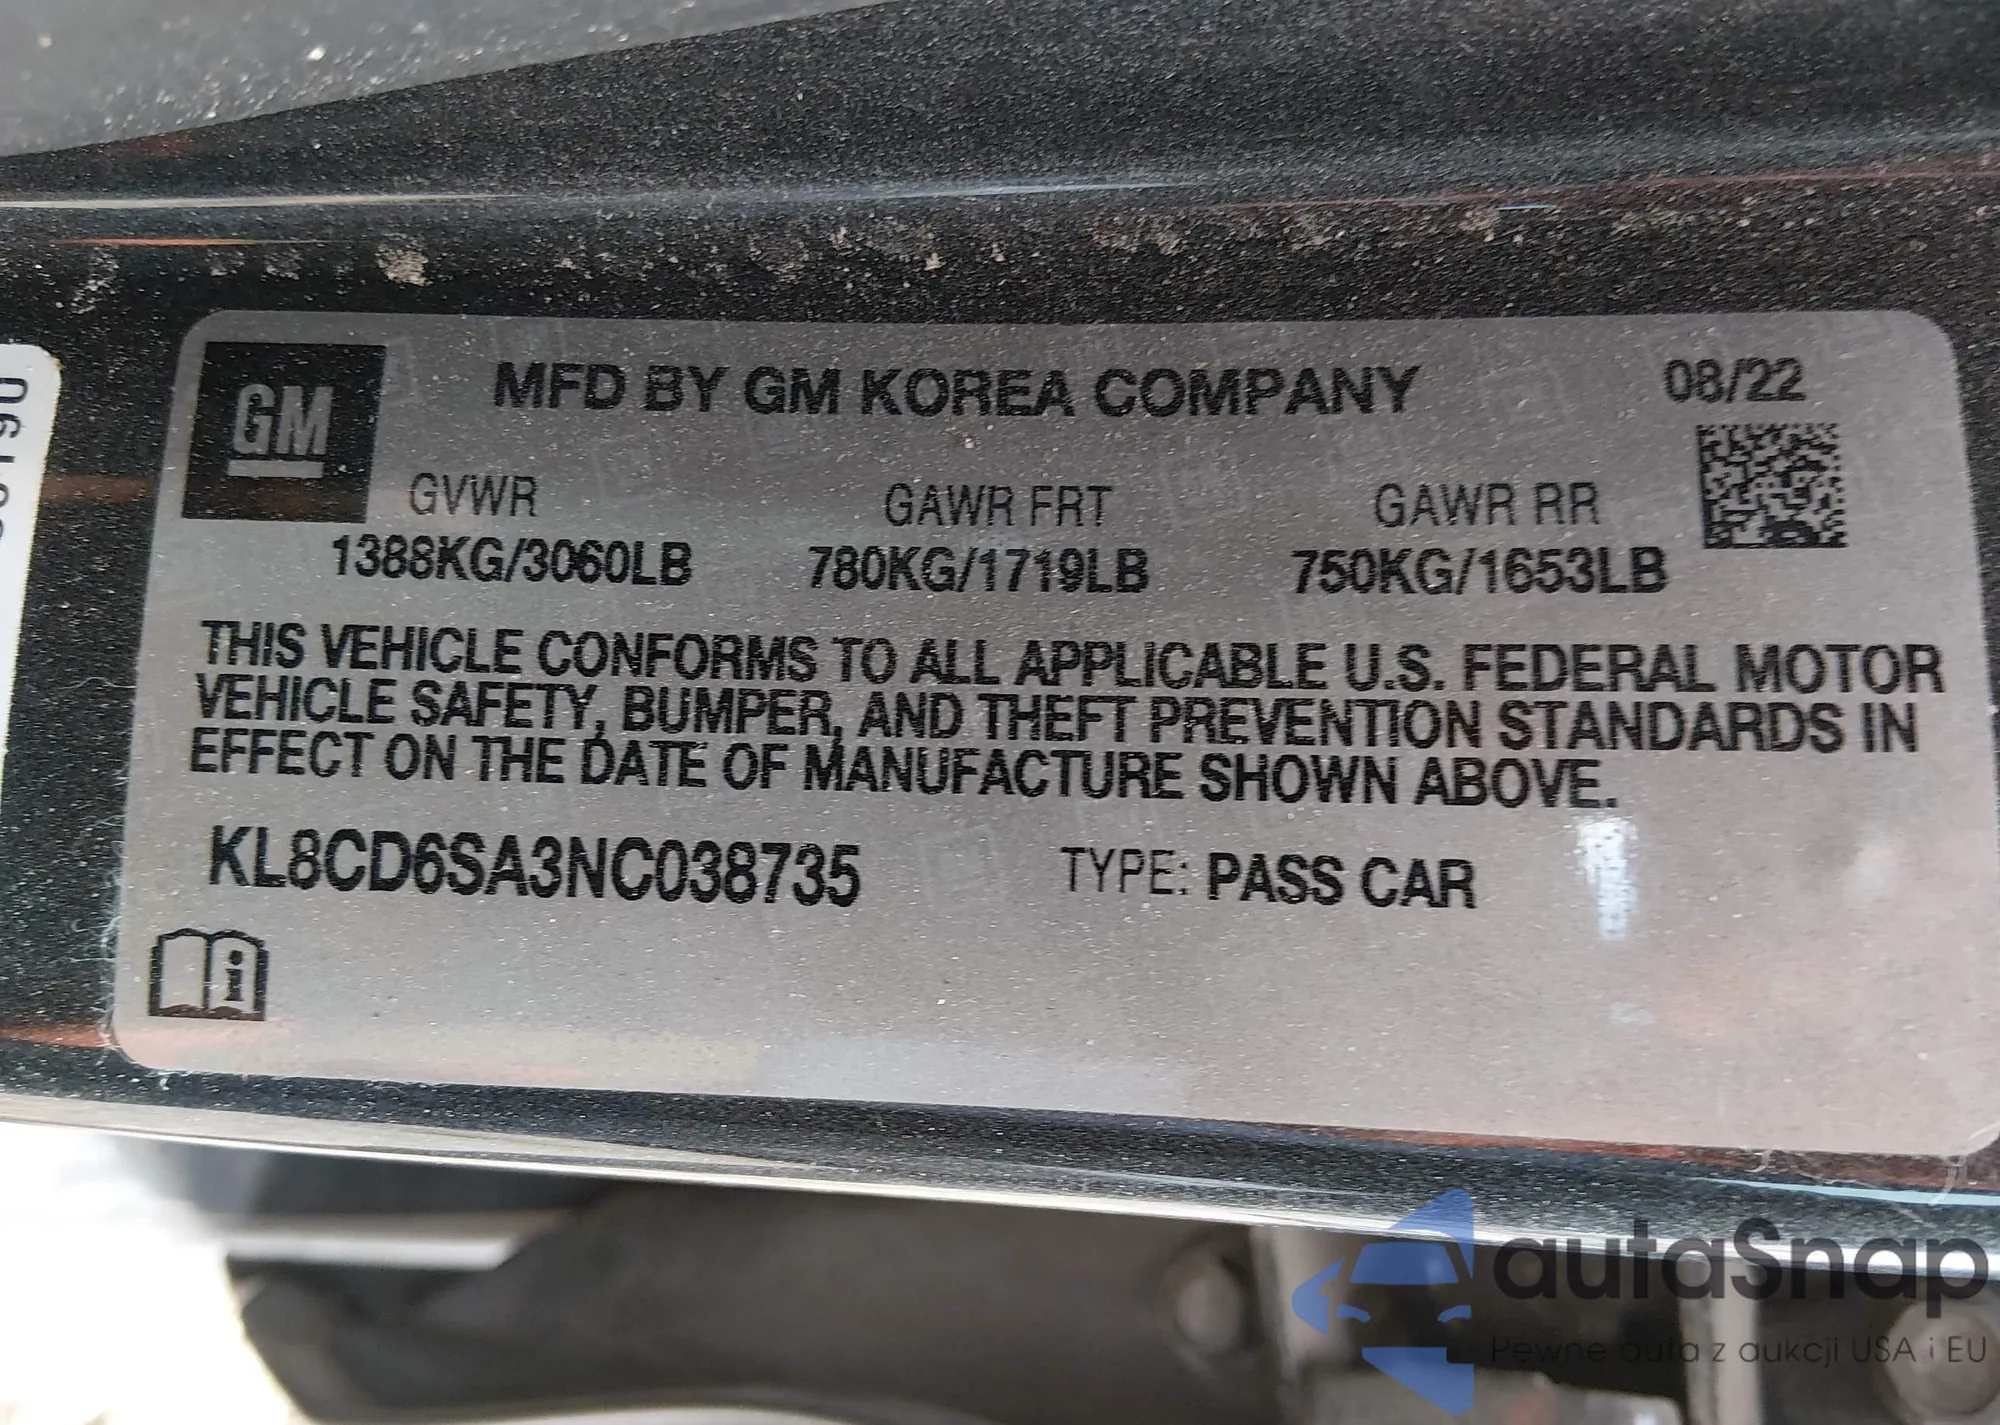 GM
MFD BY GM KOREA COMPANY
08/22
GVWR GAWR FRT GAWR RR
1388KG/3060LB 780KG/1719LB 750KG/1653LB
THIS VEHICLE CONFORMS TO ALL APPLICABLE U.S. FEDERAL MOTOR
VEHICLE SAFETY, BUMPER, AND THEFT PREVENTION STANDARDS IN
EFFECT ON THE DATE OF MANUFACTURE SHOWN ABOVE.
KL8CD6SA3NC038735 TYPE: PASS CAR
i
autaSnap
Pewne auta z aukcji USA i EU